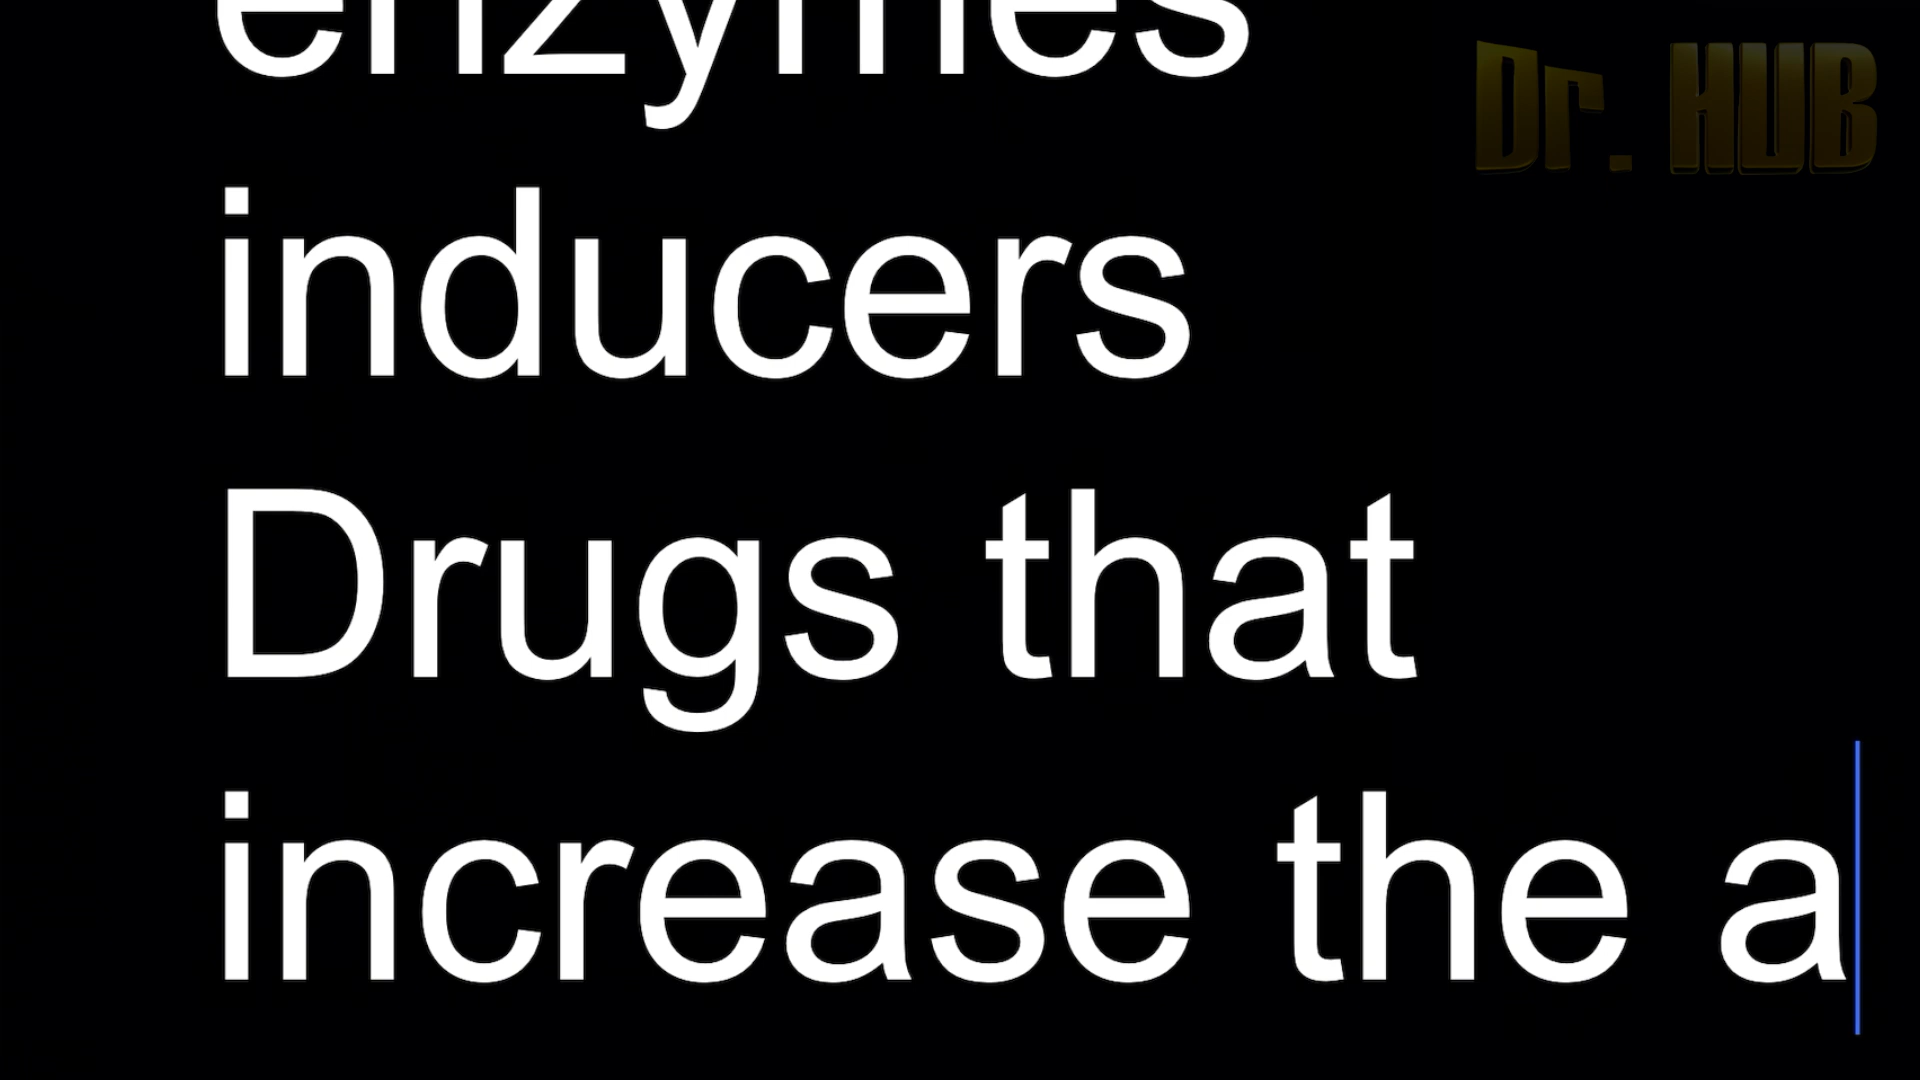 enzymes
Dr. HUB
inducers
Drugs that
increase the a